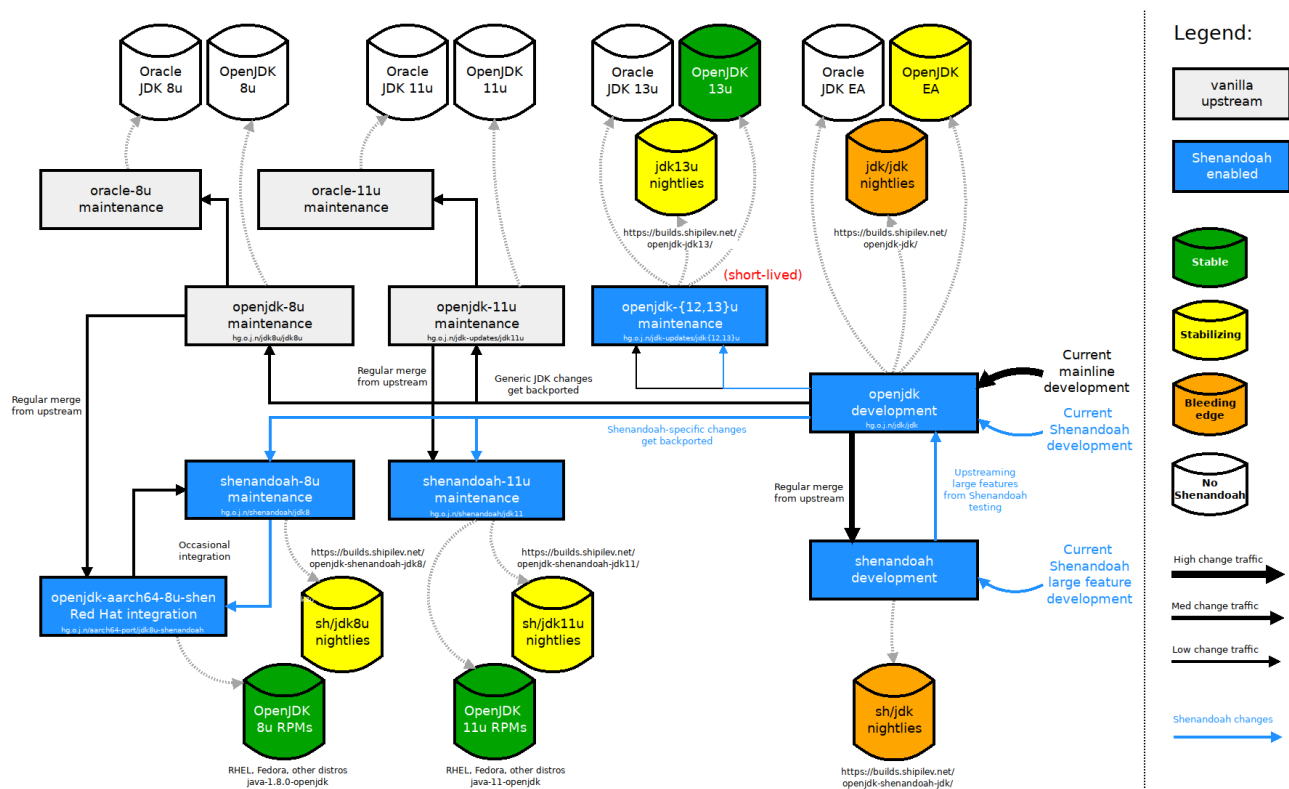 Oracle
JDK 8u
OpenJDK
8u
Oracle
JDK 11u
OpenJDK
11u
Oracle
JDK 13u
OpenJDK
13u
Oracle
JDK EA
OpenJDK
EA
jdk13u
nightlies
jdk/jdk
nightlies
https://builds.shipilev.net/
openjdk-jdk13/
https://builds.shipilev.net/
openjdk-jdk/
oracle-8u
maintenance
oracle-11u
maintenance
(short-lived)
openjdk-8u
maintenance
hg.o.j.n/jdk8u/jdk8u
openjdk-11u
maintenance
hg.o.j.n/jdk-updates/jdk11u
openjdk-{12,13}u
maintenance
hg.o.j.n/jdk-updates/jdk{12,13}u
Regular merge
from upstream
Regular merge
from upstream
Generic JDK changes
get backported
openjdk
development
hg.o.j.n/jdk/jdk
Current
mainline
development
Current
Shenandoah
development
Shenandoah-specific changes
get backported
shenandoah-8u
maintenance
hg.o.j.n/shenandoah/jdk8
shenandoah-11u
maintenance
hg.o.j.n/shenandoah/jdk11
Regular merge
from upstream
Upstreaming
large features
from Shenandoah
testing
Occasional
integration
https://builds.shipilev.net/
openjdk-shenandoah-jdk8/
https://builds.shipilev.net/
openjdk-shenandoah-jdk11/
shenandoah
development
Current
Shenandoah
large feature
development
openjdk-aarch64-8u-shen
Red Hat integration
hg.o.j.n/aarch64-port/jdk8u-shenandoah
sh/jdk8u
nightlies
sh/jdk11u
nightlies
OpenJDK
8u RPMs
OpenJDK
11u RPMs
sh/jdk
nightlies
RHEL, Fedora, other distros
java-1.8.0-openjdk
RHEL, Fedora, other distros
java-11-openjdk
https://builds.shipilev.net/
openjdk-shenandoah-jdk/
Legend:
vanilla
upstream
Shenandoah
enabled
Stable
Stabilizing
Bleeding
edge
No
Shenandoah
High change traffic
Med change traffic
Low change traffic
Shenandoah changes